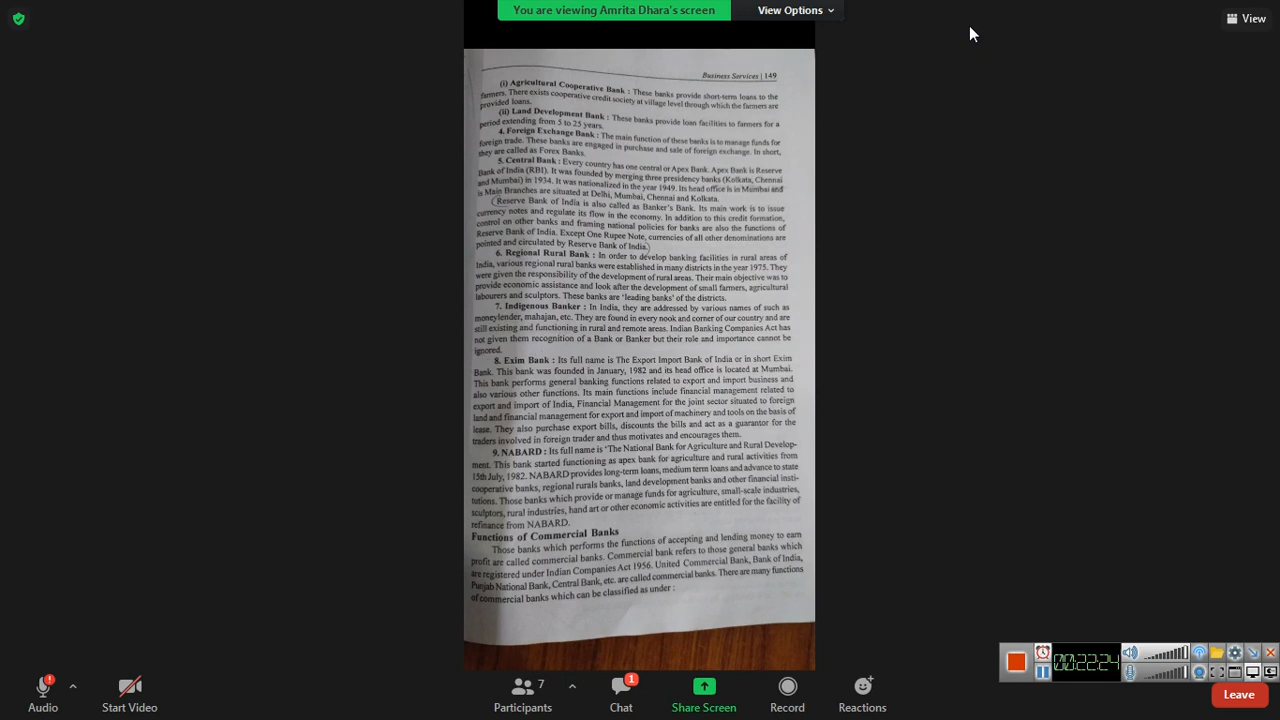 You are viewing Amrita Dhara's screen
View Options
View
Business Services | 149
(i) Agricultural Cooperative Bank : These banks provide short-term loans to the
farmers. There exists cooperative credit society at village level through which the farmers are
provided loans.
(ii) Land Development Bank : These banks provide loan facilities to farmers for a
period extending from 5 to 25 years.
4. Foreign Exchange Bank : The main function of these banks is to manage funds for
foreign trade. These banks are engaged in purchase and sale of foreign exchange. In short,
they are called as Forex Banks.
5. Central Bank : Every country has one central or Apex Bank. Apex Bank is Reserve
Bank of India (RBI). It was founded by merging three presidency banks (Kolkata, Chennai
and Mumbai) in 1934. It was nationalized in the year 1949. Its head office is in Mumbai and
is Main Branches are situated at Delhi, Mumbai, Chennai and Kolkata.
(Reserve Bank of India is also called as Banker's Bank. Its main work is to issue
currency notes and regulate its flow in the economy. In addition to this credit formation,
control on other banks and framing national policies for banks are also the functions of
Reserve Bank of India. Except One Rupee Note, currencies of all other denominations are
pointed and circulated by Reserve Bank of India.)
6. Regional Rural Bank : In order to develop banking facilities in rural areas of
India, various regional rural banks were established in many districts in the year 1975. They
were given the responsibility of the development of rural areas. Their main objective was to
provide economic assistance and look after the development of small farmers, agricultural
labourers and sculptors. These banks are 'leading banks' of the districts.
7. Indigenous Banker : In India, they are addressed by various names of such as
moneylender, mahajan, etc. They are found in every nook and corner of our country and are
still existing and functioning in rural and remote areas. Indian Banking Companies Act has
not given them recognition of a Bank or Banker but their role and importance cannot be
ignored.
8. Exim Bank : Its full name is The Export Import Bank of India or in short Exim
Bank. This bank was founded in January, 1982 and its head office is located at Mumbai.
This bank performs general banking functions related to export and import business and
also various other functions. Its main functions include financial management related to
export and import of India, Financial Management for the joint sector situated to foreign
land and financial management for export and import of machinery and tools on the basis of
lease. They also purchase export bills, discounts the bills and act as a guarantor for the
traders involved in foreign trader and thus motivates and encourages them.
9. NABARD : Its full name is 'The National Bank for Agriculture and Rural Develop-
ment. This bank started functioning as apex bank for agriculture and rural activities from
15th July, 1982. NABARD provides long-term loans, medium term loans and advance to state
cooperative banks, regional rurals banks, land development banks and other financial insti-
tutions. Those banks which provide or manage funds for agriculture, small-scale industries,
sculptors, rural industries, hand art or other economic activities are entitled for the facility of
refinance from NABARD.
Functions of Commercial Banks
Those banks which performs the functions of accepting and lending money to earn
profit are called commercial banks. Commercial bank refers to those general banks which
are registered under Indian Companies Act 1956. United Commercial Bank, Bank of India,
Punjab National Bank, Central Bank, etc. are called commercial banks. There are many functions
of commercial banks which can be classified as under :
00:22:24
Audio
Start Video
7
Participants
1
Chat
Share Screen
Record
Reactions
Leave